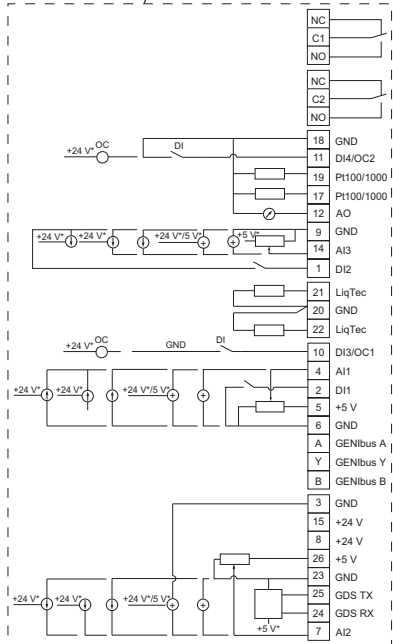 NC
C1
NO
NC
C2
NO
18 GND
+24 V* OC DI 11 DI4/OC2
19 Pt100/1000
17 Pt100/1000
12 AO
9 GND
+24 V* +24 V* +24 V*/5 V* +5 V*
14 AI3
1 DI2
21 LiqTec
20 GND
22 LiqTec
+24 V* OC GND DI 10 DI3/OC1
4 AI1
+24 V* +24 V* +24 V*/5 V* 2 DI1
5 +5 V
6 GND
A GENIbus A
Y GENIbus Y
B GENIbus B
3 GND
15 +24 V
8 +24 V
26 +5 V
23 GND
25 GDS TX
+24 V* +24 V* +24 V*/5 V* 24 GDS RX
+5 V* 7 AI2